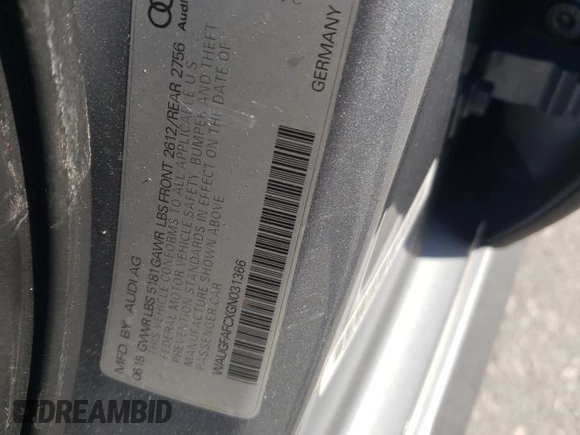 Audi
MFD. BY AUDI AG
06/15 GVWR LBS 5181 GAWR LBS FRONT 2612/REAR 2756
THIS VEHICLE CONFORMS TO ALL APPLICABLE U S
FEDERAL MOTOR VEHICLE SAFETY, BUMPER, AND THEFT
PREVENTION STANDARDS IN EFFECT ON THE DATE OF
MANUFACTURE SHOWN ABOVE
PASSENGER CAR
WAUGFAFCXGN031366
GERMANY
DREAMBID